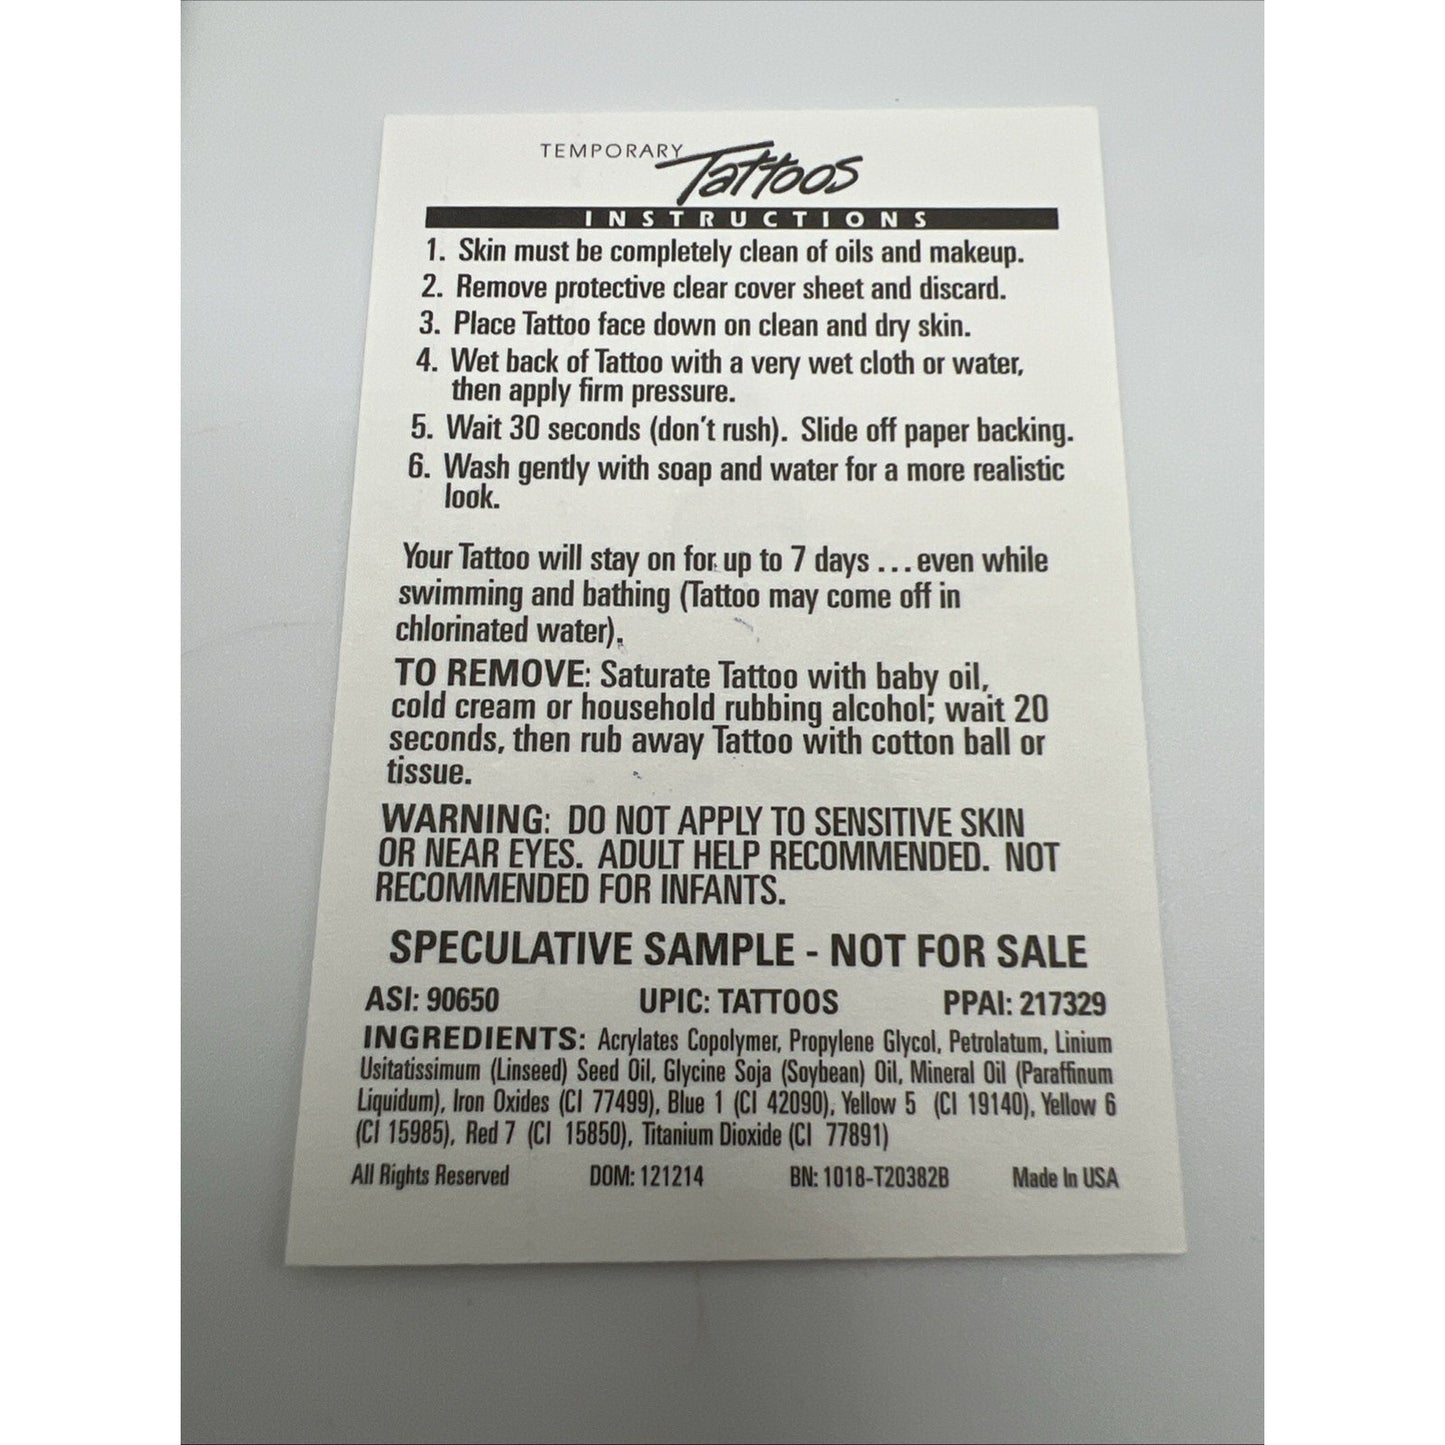 TEMPORARY Tattoos
INSTRUCTIONS
1. Skin must be completely clean of oils and makeup.
2. Remove protective clear cover sheet and discard.
3. Place Tattoo face down on clean and dry skin.
4. Wet back of Tattoo with a very wet cloth or water,
then apply firm pressure.
5. Wait 30 seconds (don't rush). Slide off paper backing.
6. Wash gently with soap and water for a more realistic
look.
Your Tattoo will stay on for up to 7 days ...even while
swimming and bathing (Tattoo may come off in
chlorinated water).
TO REMOVE: Saturate Tattoo with baby oil,
cold cream or household rubbing alcohol; wait 20
seconds, then rub away Tattoo with cotton ball or
tissue.
WARNING: DO NOT APPLY TO SENSITIVE SKIN
OR NEAR EYES. ADULT HELP RECOMMENDED. NOT
RECOMMENDED FOR INFANTS.
SPECULATIVE SAMPLE - NOT FOR SALE
ASI: 90650 UPIC: TATTOOS PPAI: 217329
INGREDIENTS: Acrylates Copolymer, Propylene Glycol, Petrolatum, Linium
Usitatissimum (Linseed) Seed Oil, Glycine Soja (Soybean) Oil, Mineral Oil (Paraffinum
Liquidum), Iron Oxides (CI 77499), Blue 1 (CI 42090), Yellow 5 (CI 19140), Yellow 6
(CI 15985), Red 7 (CI 15850), Titanium Dioxide (CI 77891)
All Rights Reserved DOM: 121214 BN: 1018-T20382B Made In USA